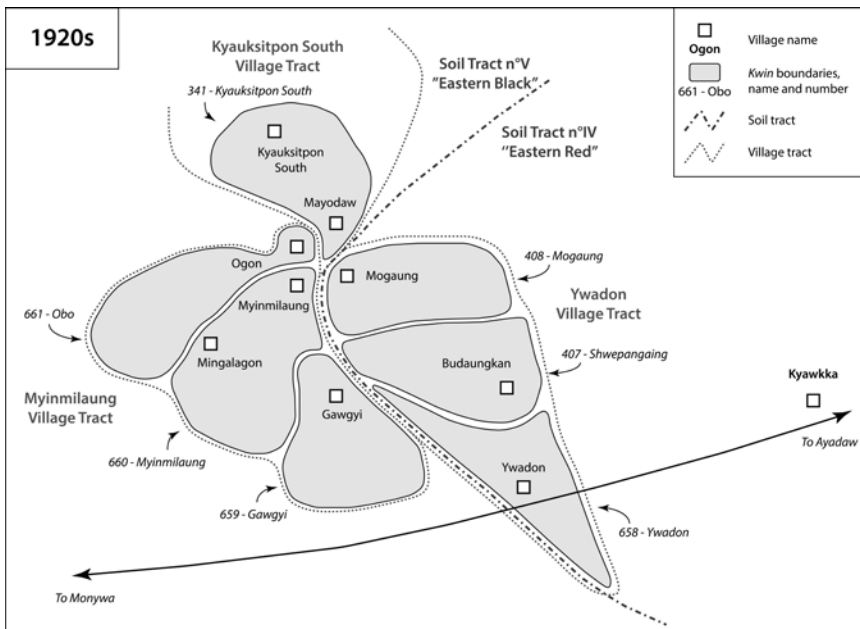 1920s
Kyauksitpon South
Village Tract
341 - Kyauksitpon South
Kyauksitpon
South
Mayodaw
Soil Tract n°V
"Eastern Black"
Soil Tract n°IV
"Eastern Red"
Ogon
Village name
661 - Obo
Kwin boundaries,
name and number
Soil tract
Village tract
Ogon
Myinmilaung
Mingalagon
661 - Obo
Myinmilaung
Village Tract
660 - Myinmilaung
Gawgyi
659 - Gawgyi
Mogaung
408 - Mogaung
Ywadon
Village Tract
Budaungkan
407 - Shwepangaing
Kyawkka
To Ayadaw
Ywadon
658 - Ywadon
To Monywa